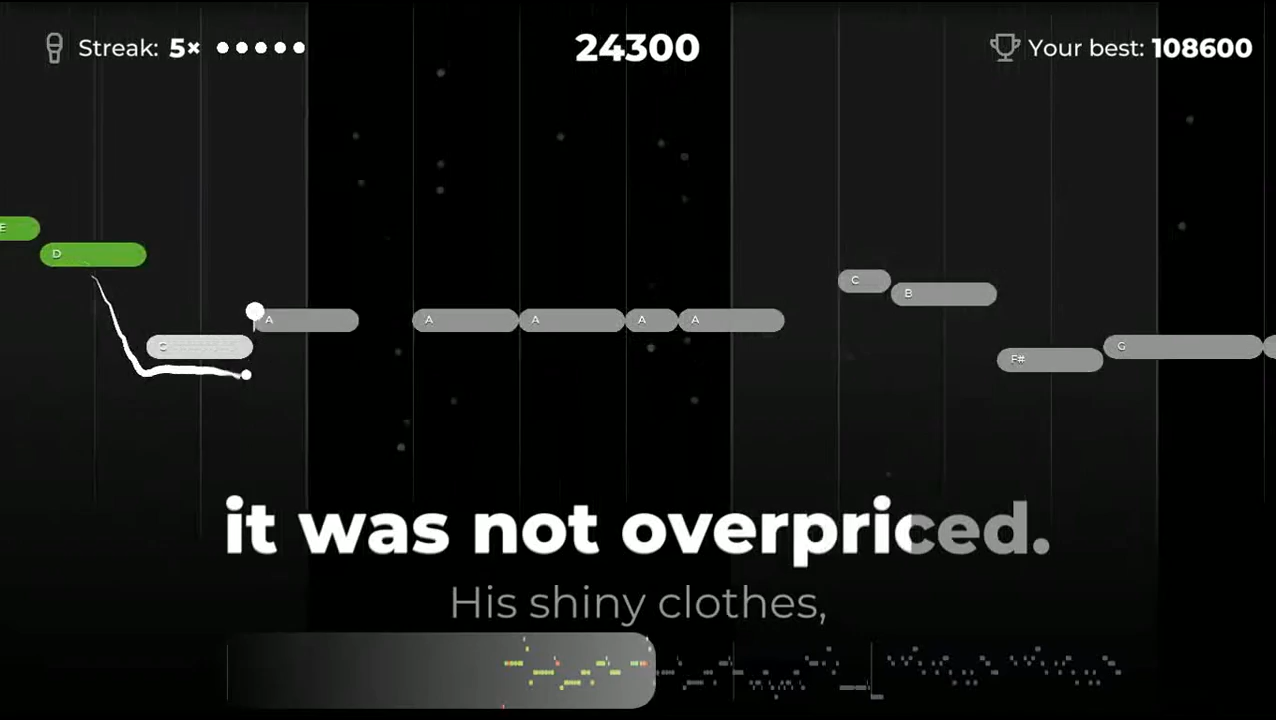 Streak: 5× 24300 Your best: 108600
E
D
C A A A A A C B F# G
it was not overpriced.
His shiny clothes,